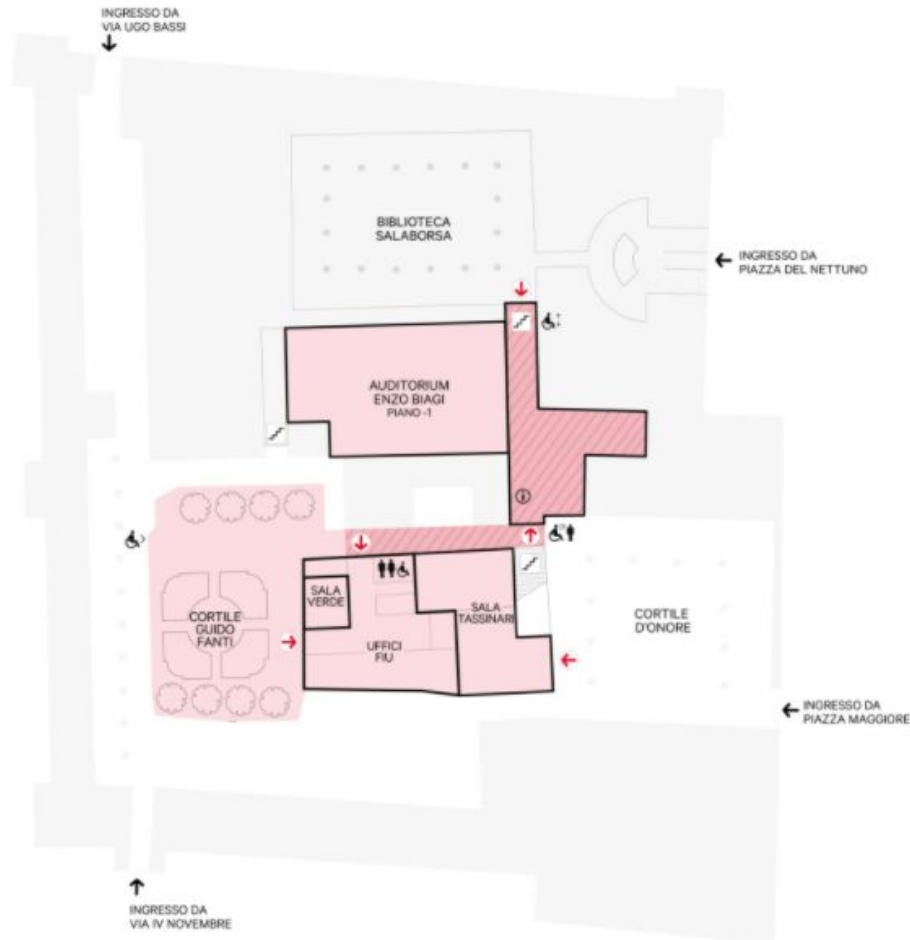 INGRESSO DA
VIA UGO BASSI
BIBLIOTECA
SALABORSA
INGRESSO DA
PIAZZA DEL NETTUNO
AUDITORIUM
ENZO BIAGI
PIANO -1
SALA
VERDE
SALA
TASSINARI
CORTILE
GUIDO
FANTI
UFFICI
FIU
CORTILE
D'ONORE
INGRESSO DA
PIAZZA MAGGIORE
INGRESSO DA
VIA IV NOVEMBRE